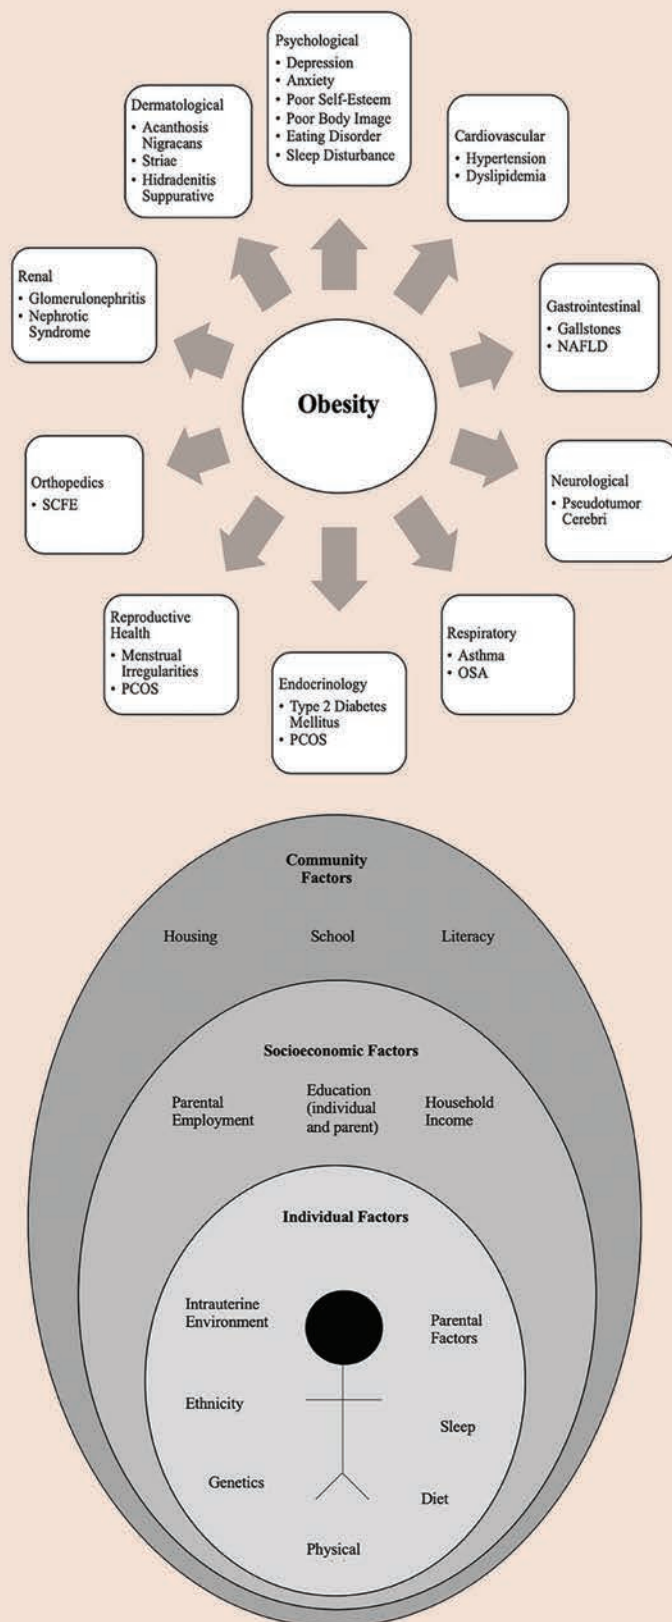 Psychological
• Depression
• Anxiety
• Poor Self-Esteem
• Poor Body Image
• Eating Disorder
• Sleep Disturbance
Dermatological
• Acanthosis
Nigracans
• Striae
• Hidradenitis
Suppurative
Cardiovascular
• Hypertension
• Dyslipidemia
Renal
• Glomerulonephritis
• Nephrotic
Syndrome
Gastrointestinal
• Gallstones
• NAFLD
Obesity
Orthopedics
• SCFE
Neurological
• Pseudotumor
Cerebri
Reproductive
Health
• Menstrual
Irregularities
• PCOS
Endocrinology
• Type 2 Diabetes
Mellitus
• PCOS
Respiratory
• Asthma
• OSA
Community
Factors
Housing
School
Literacy
Socioeconomic Factors
Parental
Employment
Education
(individual
and parent)
Household
Income
Individual Factors
Intrauterine
Environment
Parental
Factors
Ethnicity
Sleep
Genetics
Diet
Physical